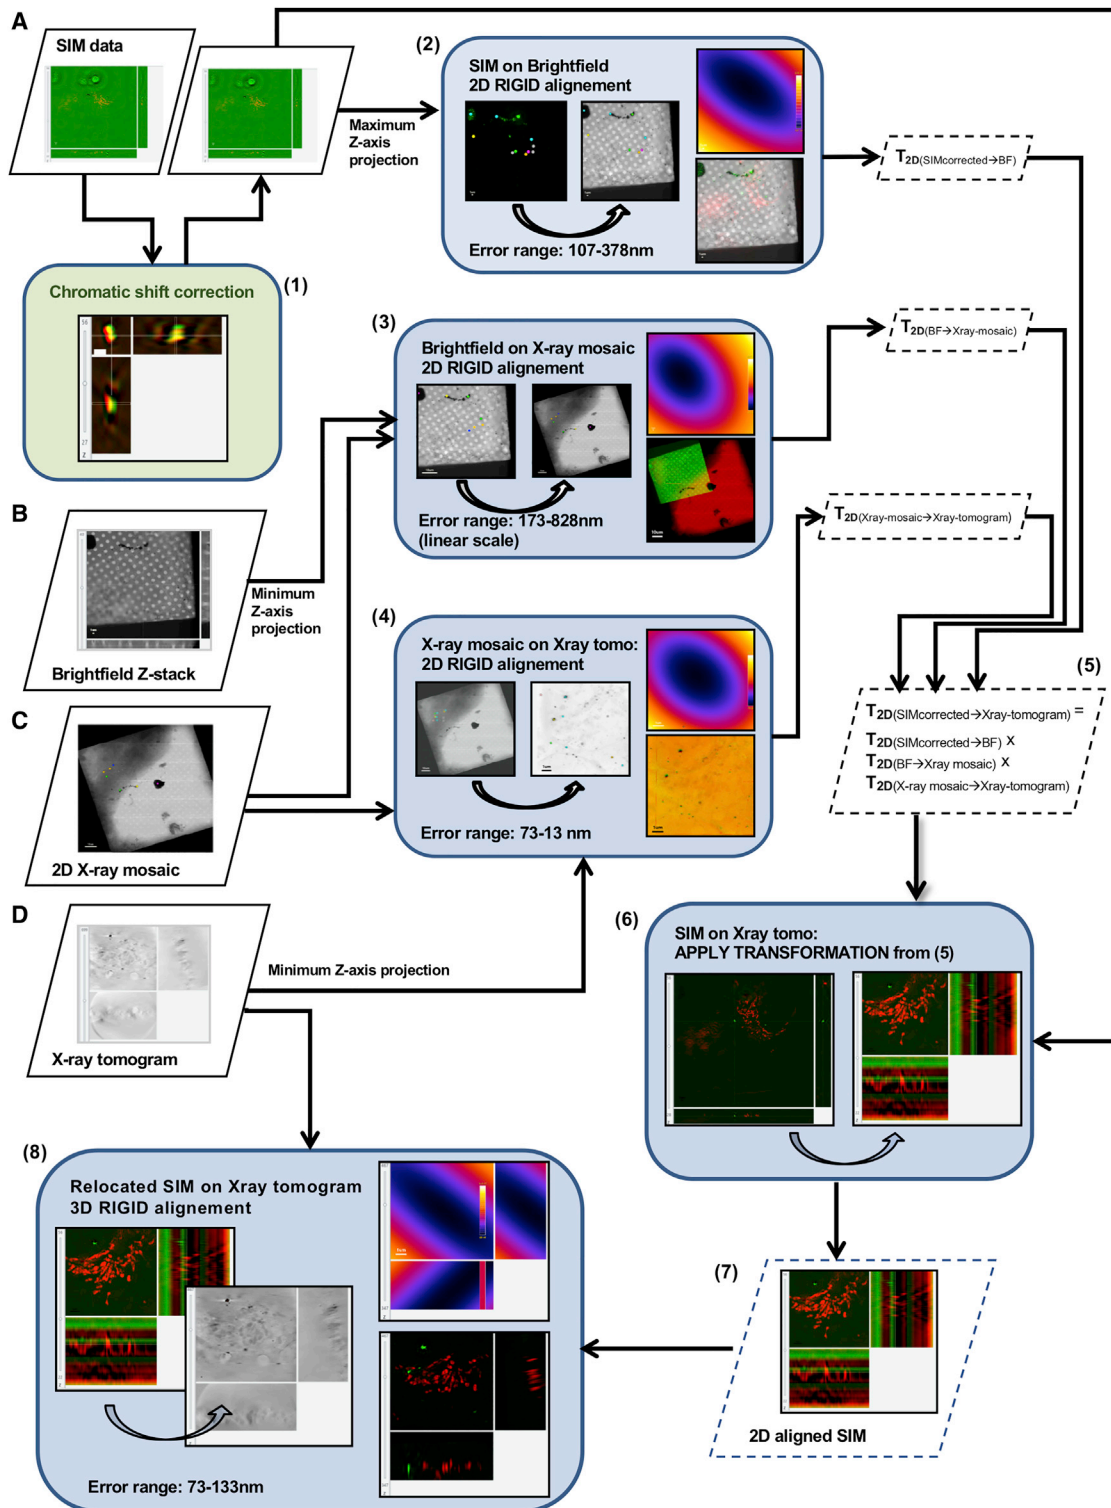 A
SIM data
Maximum
Z-axis
projection
(2)
SIM on Brightfield
2D RIGID alignement
Error range: 107-378nm
T2D(SIMcorrected→BF)
(1)
Chromatic shift correction
56
27
Z
(3)
Brightfield on X-ray mosaic
2D RIGID alignement
Error range: 173-828nm
(linear scale)
T2D(BF→Xray-mosaic)
B
Brightfield Z-stack
Minimum
Z-axis
projection
T2D(Xray-mosaic→Xray-tomogram)
(4)
X-ray mosaic on Xray tomo:
2D RIGID alignement
Error range: 73-13 nm
C
2D X-ray mosaic
(5)
T2D(SIMcorrected→Xray-tomogram) =
T2D(SIMcorrected→BF) X
T2D(BF→Xray mosaic) X
T2D(X-ray mosaic→Xray-tomogram)
D
X-ray tomogram
Minimum Z-axis projection
(6)
SIM on Xray tomo:
APPLY TRANSFORMATION from (5)
(7)
2D aligned SIM
(8)
Relocated SIM on Xray tomogram
3D RIGID alignement
Error range: 73-133nm